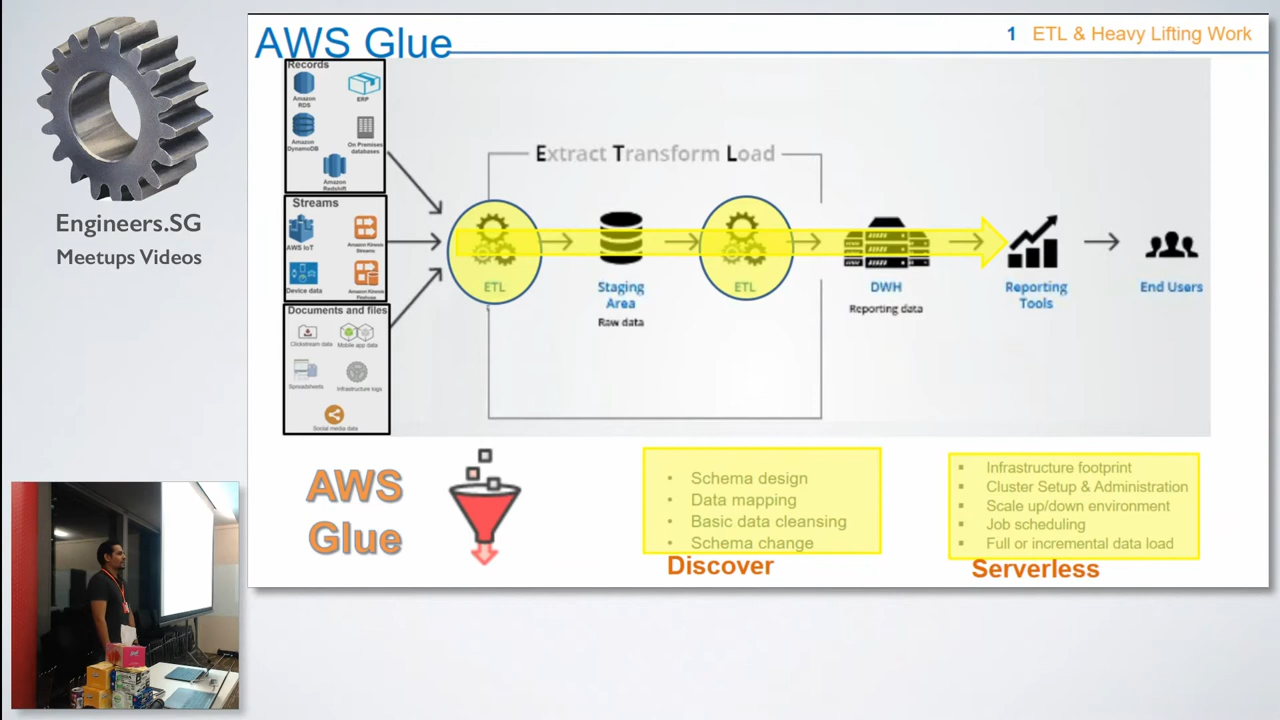 Engineers.SG
Meetups Videos
AWS Glue
1 ETL & Heavy Lifting Work
Records
Amazon
RDS
ERP
Amazon
DynamoDB
On Premises
databases
Amazon
Redshift
Streams
AWS IoT
Amazon Kinesis
Streams
Device data
Amazon Kinesis
Firehose
Documents and files
Clickstream data
Mobile app data
Spreadsheets
Infrastructure logs
Social media data
Extract Transform Load
ETL
Staging
Area
Raw data
ETL
DWH
Reporting data
Reporting
Tools
End Users
AWS
Glue
• Schema design
• Data mapping
• Basic data cleansing
• Schema change
Discover
▪ Infrastructure footprint
▪ Cluster Setup & Administration
▪ Scale up/down environment
▪ Job scheduling
▪ Full or incremental data load
Serverless